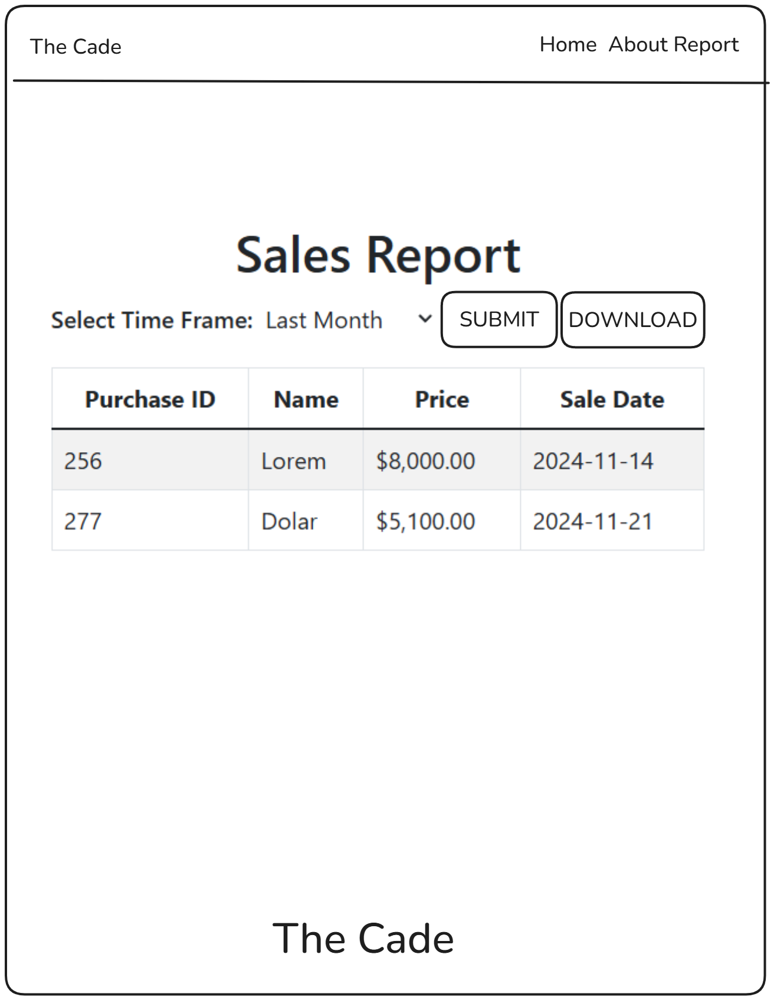 The Cade Home About Report
Sales Report
Select Time Frame: Last Month SUBMIT DOWNLOAD
Purchase ID Name Price Sale Date
256 Lorem $8,000.00 2024-11-14
277 Dolar $5,100.00 2024-11-21
The Cade